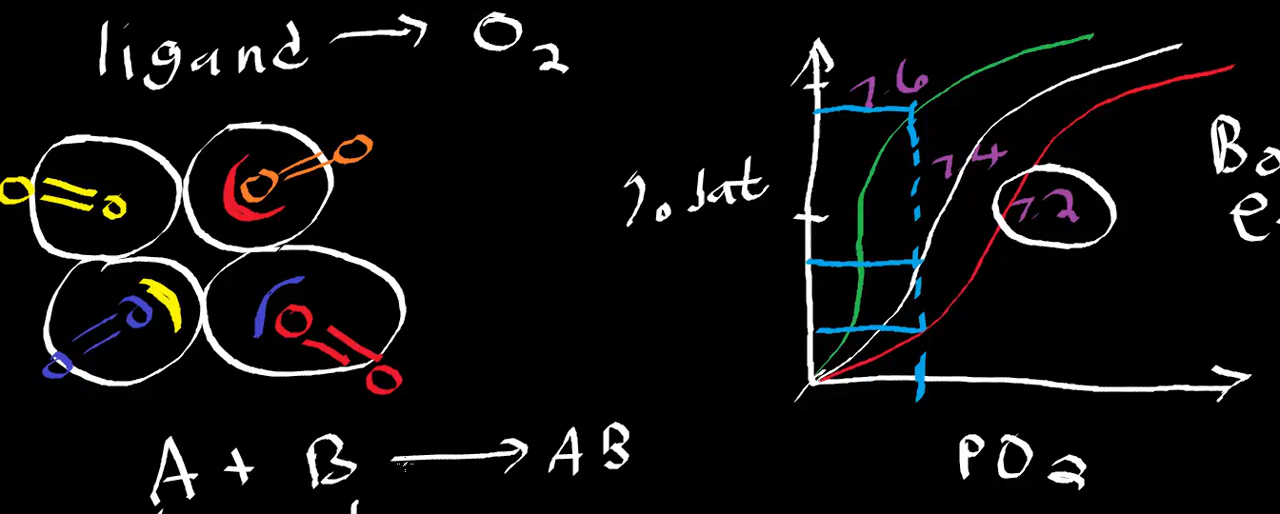 ligand → O2
7.6
7.4
% sat
7.2
A + B → AB
PO2